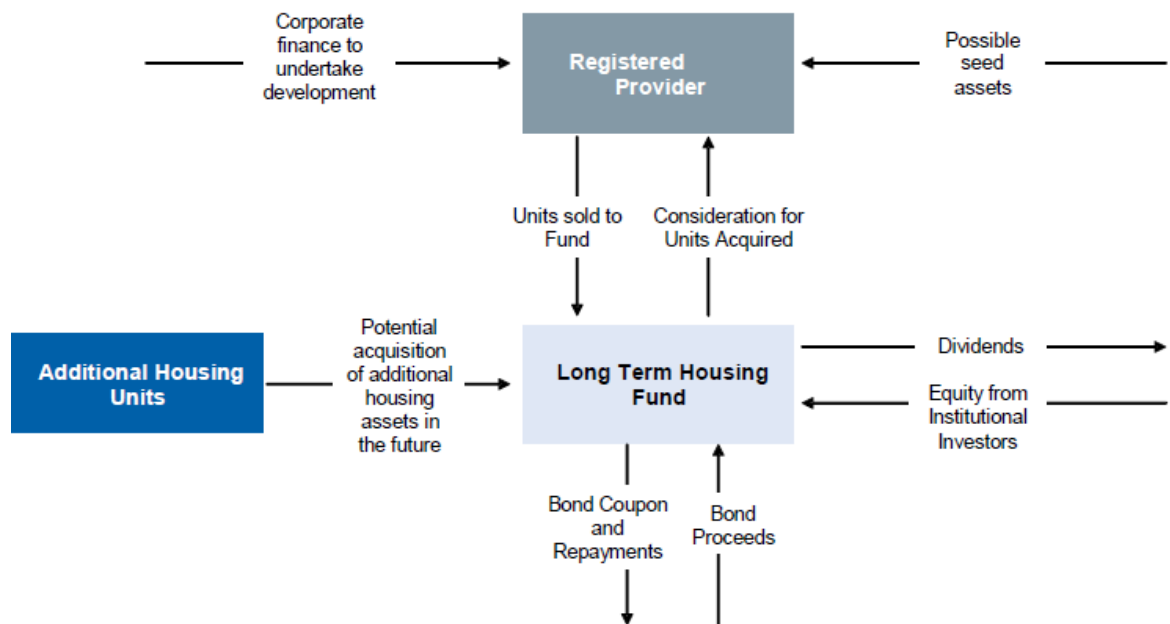 Corporate
finance to
undertake
development
Registered
Provider
Possible
seed
assets
Units sold to
Fund
Consideration for
Units Acquired
Additional Housing
Units
Potential
acquisition
of additional
housing
assets in
the future
Long Term Housing
Fund
Dividends
Equity from
Institutional
Investors
Bond Coupon
and
Repayments
Bond
Proceeds